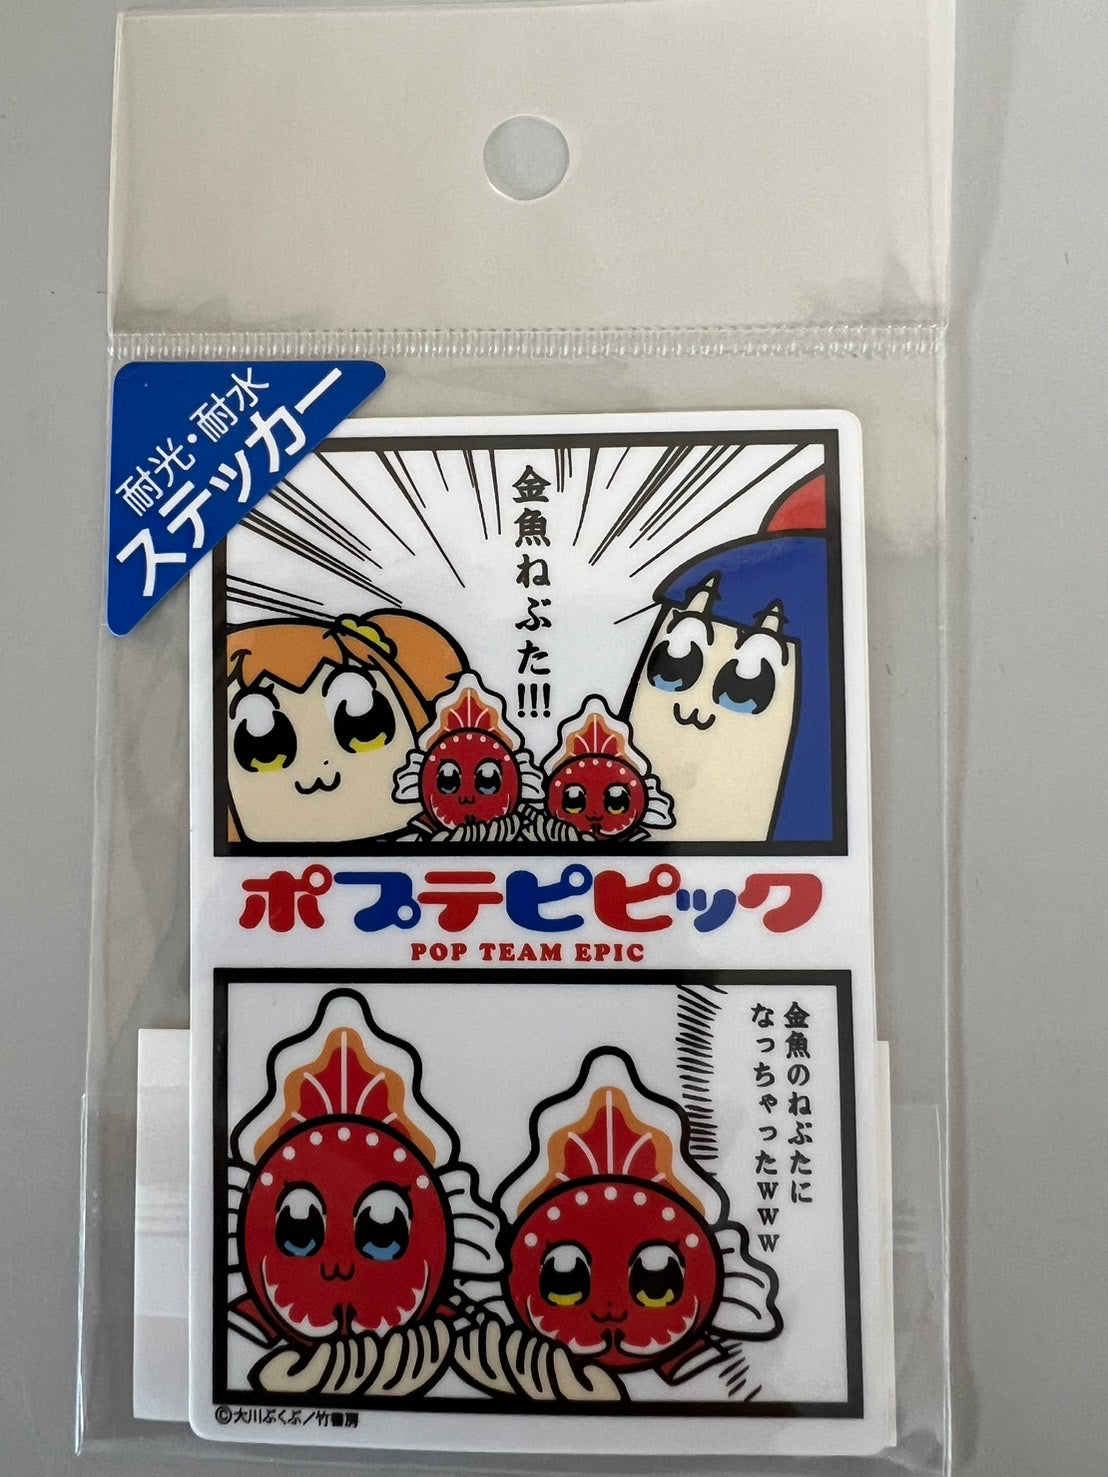 耐光・耐水
ステッカー
金魚ねぶた!!!
ポプテピピック
POP TEAM EPIC
金魚のねぶたに
なっちゃったwww
©大川ぶくぶ／竹書房